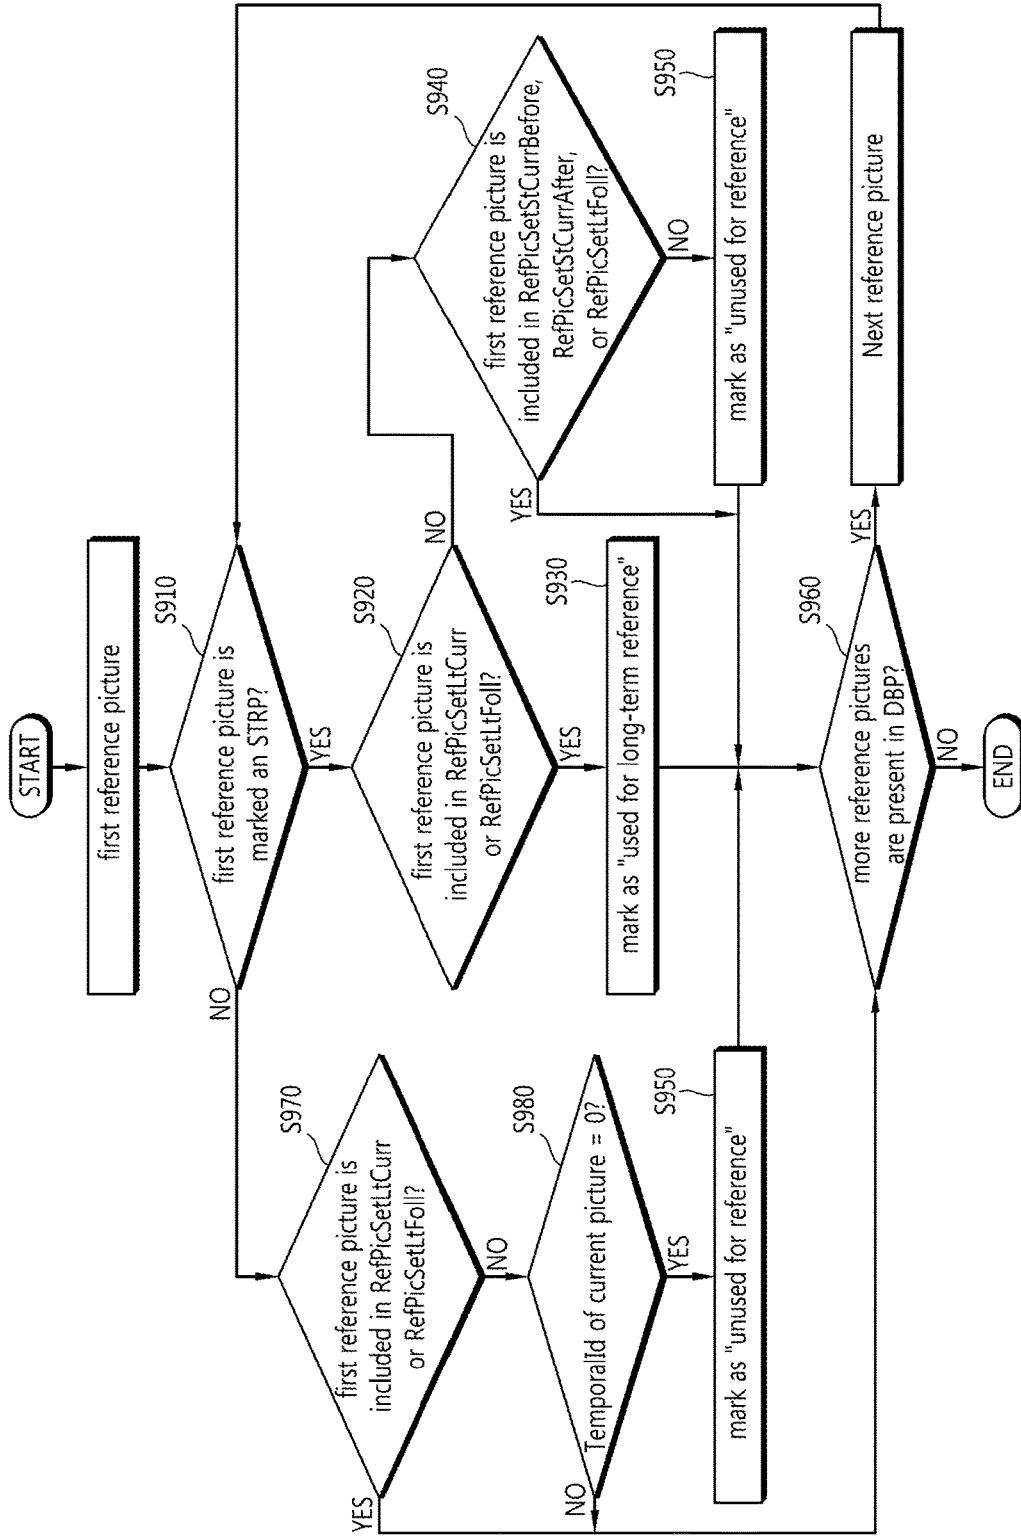 START
first reference picture
S910
first reference picture is
marked an STRP?
NO
YES
S920
first reference picture is
included in RefPicSetLtCurr
or RefPicSetLtFoll?
NO
YES
S930
mark as "used for long-term reference"
S940
first reference picture is
included in RefPicSetStCurrBefore,
RefPicSetStCurrAfter,
or RefPicSetLtFoll?
YES
NO
S950
mark as "unused for reference"
S970
first reference picture is
included in RefPicSetLtCurr
or RefPicSetLtFoll?
YES
NO
S980
TemporalId of current picture = 0?
NO
YES
S950
mark as "unused for reference"
S960
more reference pictures
are present in DBP?
YES
NO
Next reference picture
END